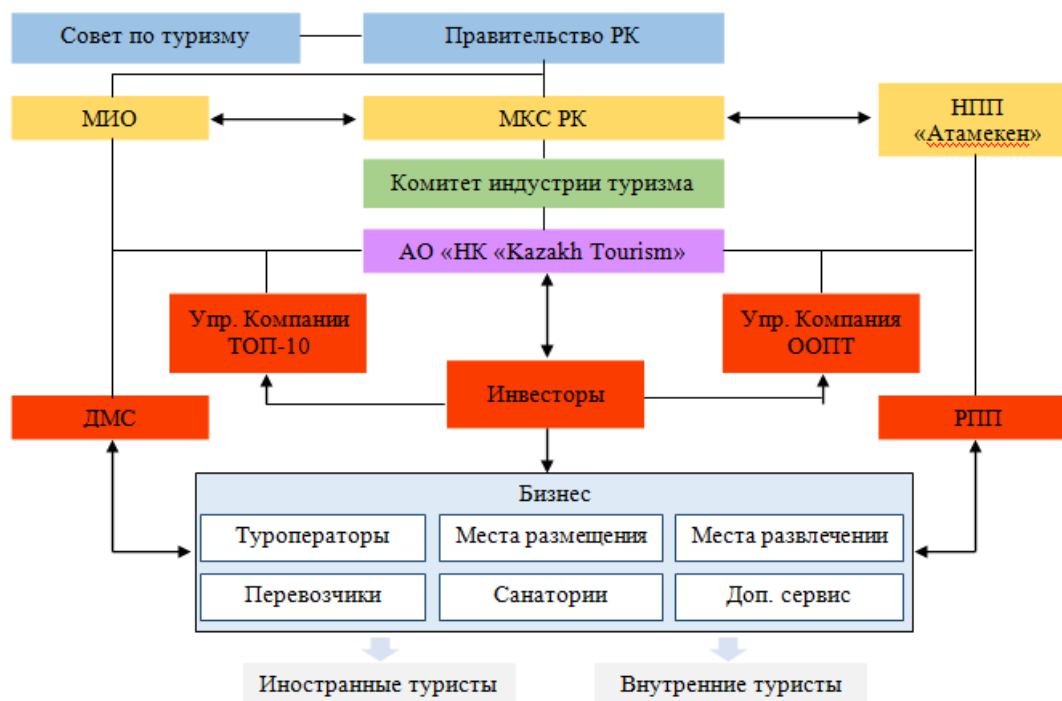 Совет по туризму
Правительство РК
МИО
МКС РК
НПП
«Атамекен»
Комитет индустрии туризма
АО «НК «Kazakh Tourism»
Упр. Компании
ТОП-10
Упр. Компания
ООПТ
Инвесторы
ДМС
РПП
Бизнес
Туроператоры
Места размещения
Места развлечении
Перевозчики
Санатории
Доп. сервис
Иностранные туристы
Внутренние туристы